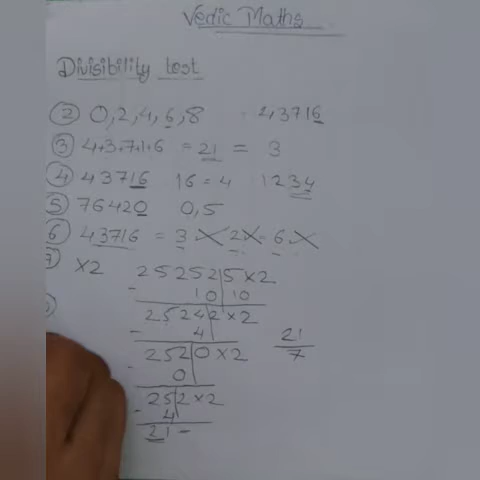 Vedic Maths
Divisibility test
② 0,2,4,6,8 43716
③ 4+3+7+1+6 = 21 = 3
④ 43716 16=4 1234
⑤ 76420 0,5
⑥ 43716 = 3 2 6
⑦ ×2 252525×2
- 10 10
25242×2
- 4
2520×2
- 0
252×2
- 4
21 -
21
7